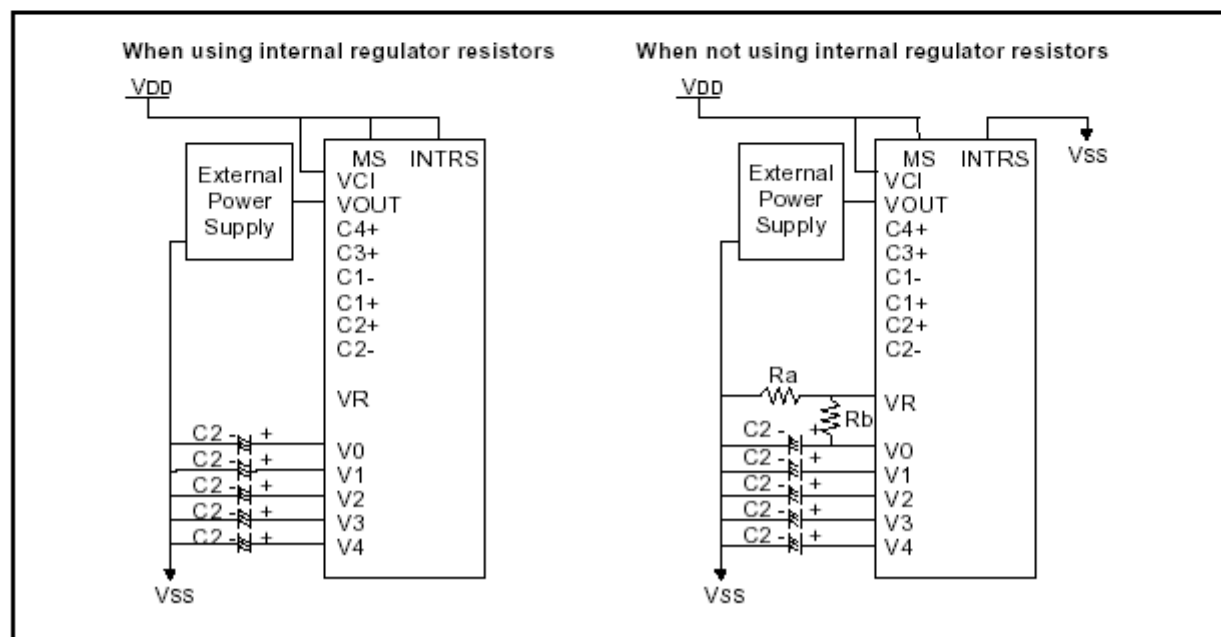 When using internal regulator resistors
VDD
MS INTRS
VCI
VOUT
C4+
C3+
C1-
C1+
C2+
C2-
VR
V0
V1
V2
V3
V4
External
Power
Supply
C2 - +
C2 - +
C2 - +
C2 - +
C2 - +
VSS
When not using internal regulator resistors
VDD
VSS
MS INTRS
VCI
VOUT
C4+
C3+
C1-
C1+
C2+
C2-
VR
V0
V1
V2
V3
V4
External
Power
Supply
Ra
Rb
C2 - +
C2 - +
C2 - +
C2 - +
C2 - +
VSS